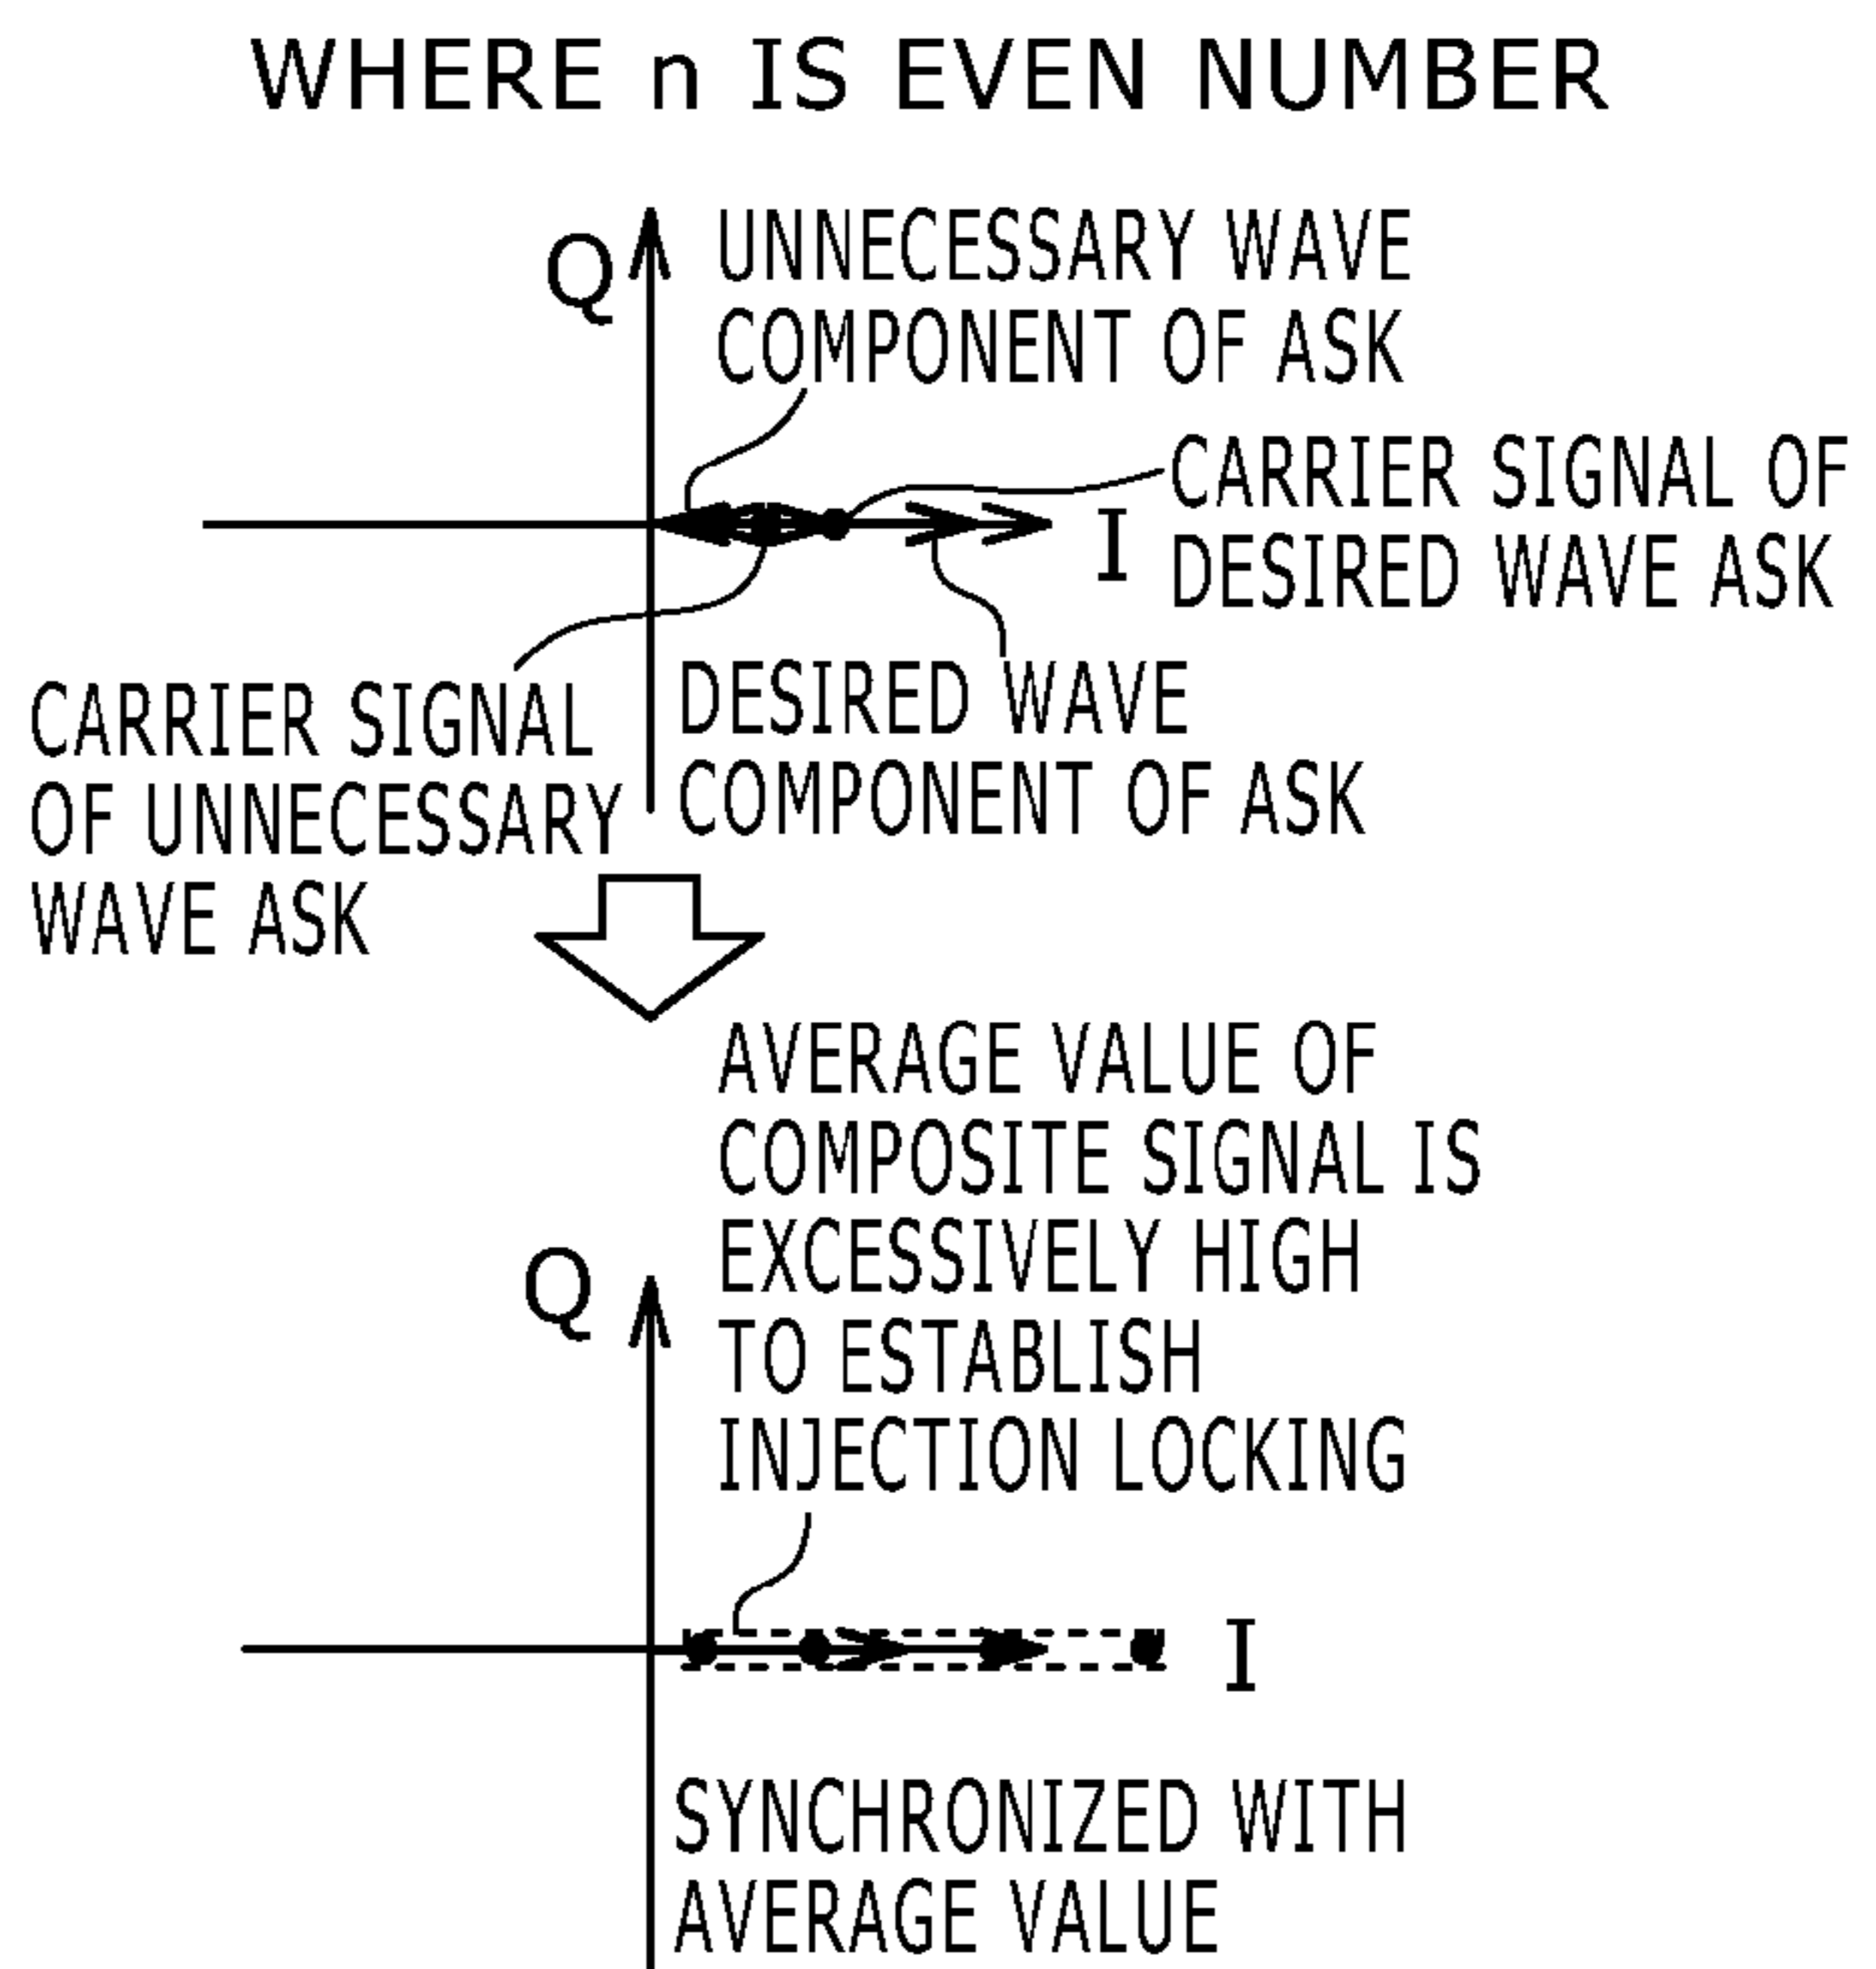 WHERE n IS EVEN NUMBER
Q
UNNECESSARY WAVE
COMPONENT OF ASK
CARRIER SIGNAL OF
DESIRED WAVE ASK
I
CARRIER SIGNAL
OF UNNECESSARY
WAVE ASK
DESIRED WAVE
COMPONENT OF ASK
AVERAGE VALUE OF
COMPOSITE SIGNAL IS
EXCESSIVELY HIGH
TO ESTABLISH
INJECTION LOCKING
Q
I
SYNCHRONIZED WITH
AVERAGE VALUE